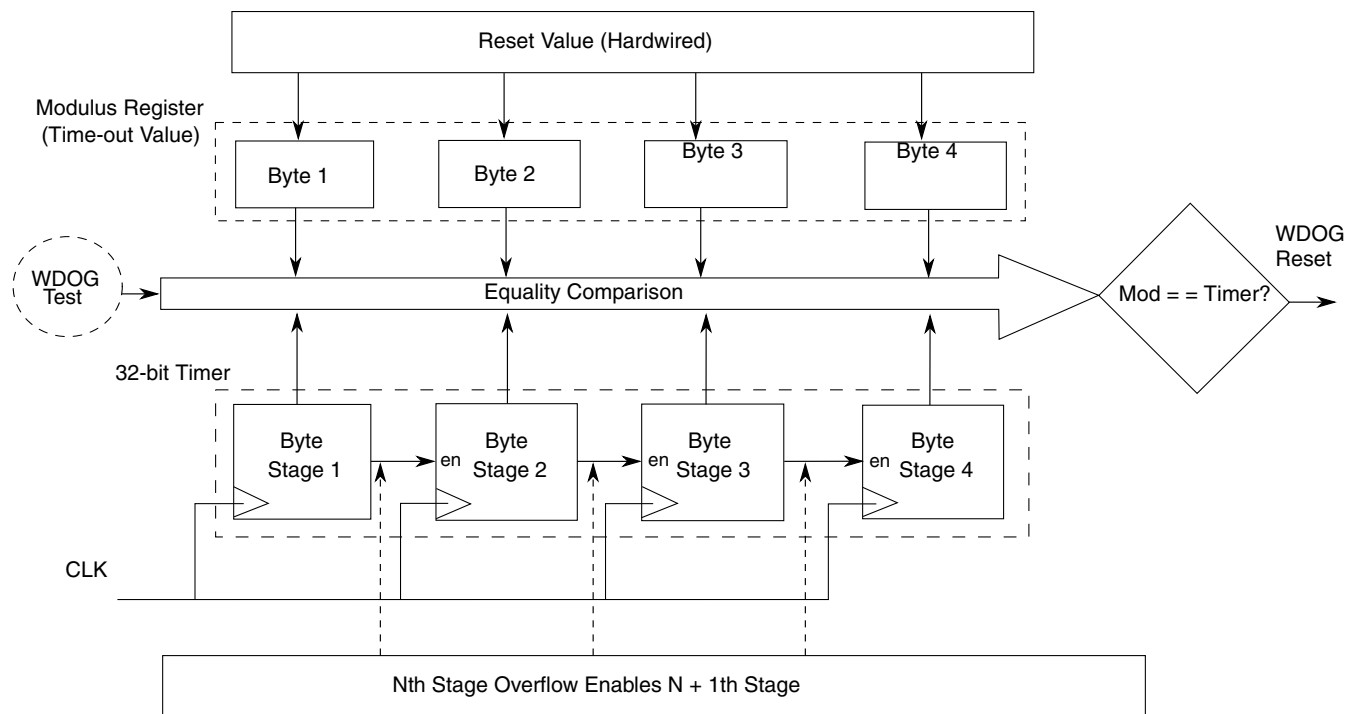 Reset Value (Hardwired)
Modulus Register
(Time-out Value)
Byte 1
Byte 2
Byte 3
Byte 4
WDOG
Test
Equality Comparison
Mod = = Timer?
WDOG
Reset
32-bit Timer
Byte
Stage 1
en
Byte
Stage 2
en
Byte
Stage 3
en
Byte
Stage 4
CLK
Nth Stage Overflow Enables N + 1th Stage